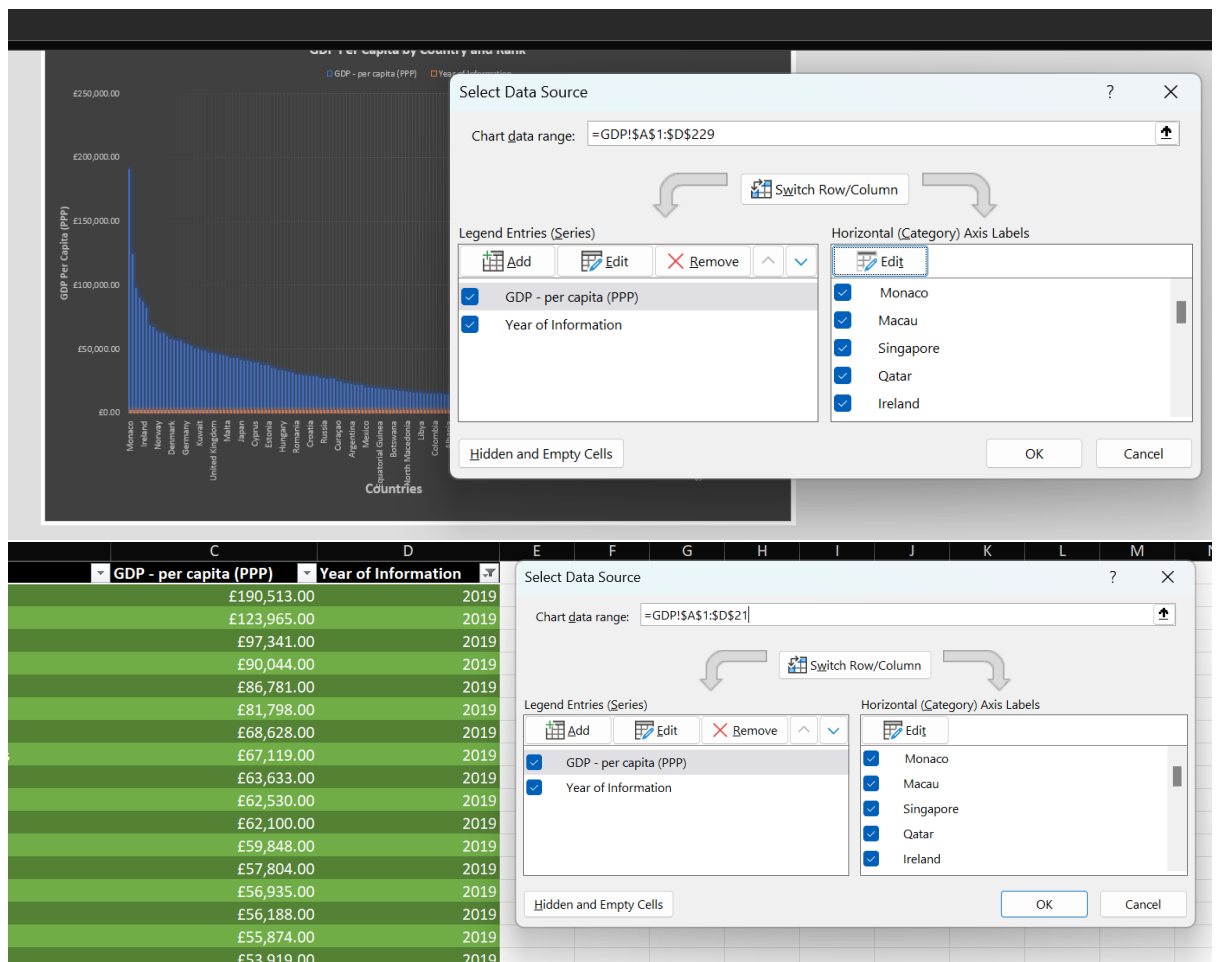 GDP Per Capita by Country and Rank
GDP - per capita (PPP) Year of Information
£250,000.00
£200,000.00
£150,000.00
£100,000.00
£50,000.00
£0.00
GDP Per Capita (PPP)
Monaco
Ireland
Norway
Denmark
Germany
Kuwait
United Kingdom
Malta
Japan
Cyprus
Estonia
Hungary
Romania
Croatia
Russia
Curaçao
Argentina
Mexico
Equatorial Guinea
Botswana
North Macedonia
Libya
Colombia
Countries
Select Data Source
?
Chart data range: =GDP!$A$1:$D$229
Switch Row/Column
Legend Entries (Series)
Add Edit Remove
GDP - per capita (PPP)
Year of Information
Horizontal (Category) Axis Labels
Edit
Monaco
Macau
Singapore
Qatar
Ireland
Hidden and Empty Cells
OK Cancel
C D E F G H I J K L M
GDP - per capita (PPP) Year of Information
£190,513.00 2019
£123,965.00 2019
£97,341.00 2019
£90,044.00 2019
£86,781.00 2019
£81,798.00 2019
£68,628.00 2019
£67,119.00 2019
£63,633.00 2019
£62,530.00 2019
£62,100.00 2019
£59,848.00 2019
£57,804.00 2019
£56,935.00 2019
£56,188.00 2019
£55,874.00 2019
£53,919.00 2019
Select Data Source
?
Chart data range: =GDP!$A$1:$D$21
Switch Row/Column
Legend Entries (Series)
Add Edit Remove
GDP - per capita (PPP)
Year of Information
Horizontal (Category) Axis Labels
Edit
Monaco
Macau
Singapore
Qatar
Ireland
Hidden and Empty Cells
OK Cancel